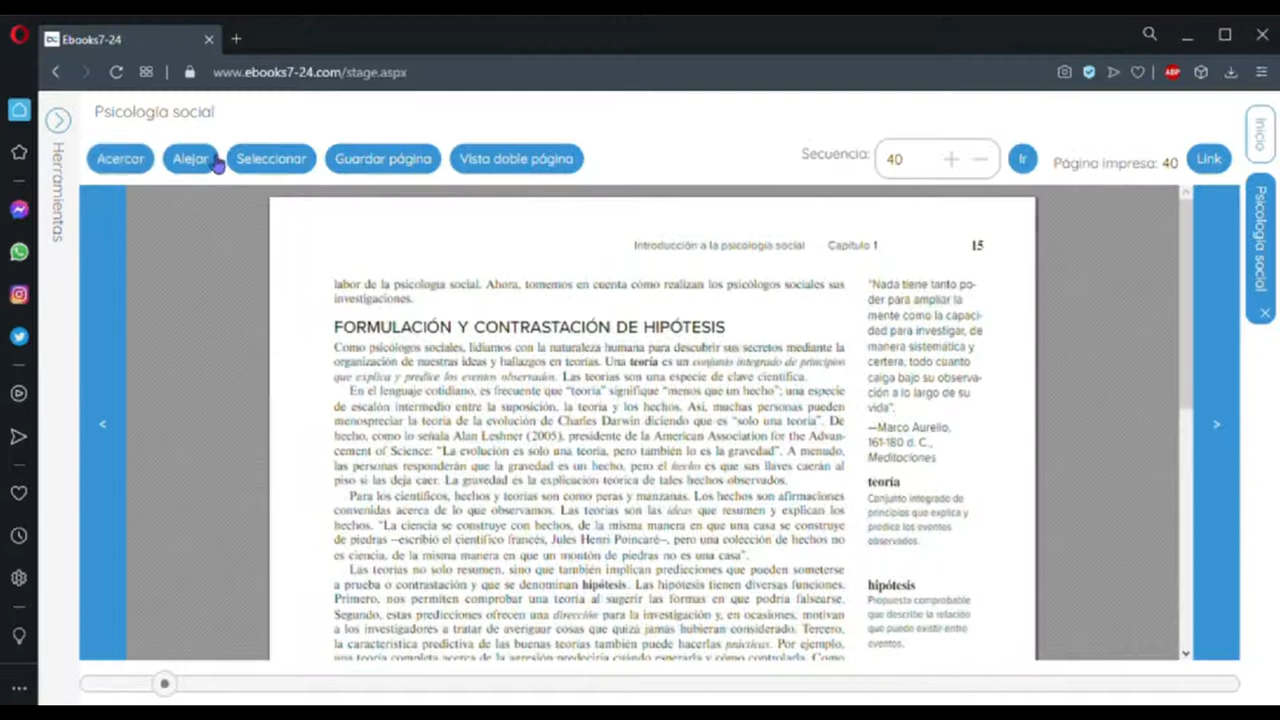 Ebooks7-24
www.ebooks7-24.com/stage.aspx
ABP
Psicología social
Herramientas
Acercar
Alejar
Seleccionar
Guardar página
Vista doble página
Secuencia:
40
Ir
Página impresa: 40
Link
Inicio
Psicología social
Introducción a la psicología social Capítulo 1 15
labor de la psicología social. Ahora, tomemos en cuenta cómo realizan los psicólogos sociales sus
investigaciones.
FORMULACIÓN Y CONTRASTACIÓN DE HIPÓTESIS
Como psicólogos sociales, lidiamos con la naturaleza humana para descubrir sus secretos mediante la
organización de nuestras ideas y hallazgos en teorías. Una teoría es un conjunto integrado de principios
que explica y predice los eventos observados. Las teorías son una especie de clave científica.
En el lenguaje cotidiano, es frecuente que "teoría" signifique "menos que un hecho"; una especie
de escalón intermedio entre la suposición, la teoría y los hechos. Así, muchas personas pueden
menospreciar la teoría de la evolución de Charles Darwin diciendo que es "solo una teoría". De
hecho, como lo señala Alan Leshner (2005), presidente de la American Association for the Advan-
cement of Science: "La evolución es solo una teoría, pero también lo es la gravedad". A menudo,
las personas responderán que la gravedad es un hecho, pero el hecho es que sus llaves caerán al
piso si las deja caer. La gravedad es la explicación teórica de tales hechos observados.
Para los científicos, hechos y teorías son como peras y manzanas. Los hechos son afirmaciones
convenidas acerca de lo que observamos. Las teorías son las ideas que resumen y explican los
hechos. "La ciencia se construye con hechos, de la misma manera en que una casa se construye
de piedras —escribió el científico francés, Jules Henri Poincaré—, pero una colección de hechos no
es ciencia, de la misma manera en que un montón de piedras no es una casa".
Las teorías no solo resumen, sino que también implican predicciones que pueden someterse
a prueba o contrastación y que se denominan hipótesis. Las hipótesis tienen diversas funciones.
Primero, nos permiten comprobar una teoría al sugerir las formas en que podría falsearse.
Segundo, estas predicciones ofrecen una dirección para la investigación y, en ocasiones, motivan
a los investigadores a tratar de averiguar cosas que quizá jamás hubieran considerado. Tercero,
la característica predictiva de las buenas teorías también puede hacerlas prácticas. Por ejemplo,
una teoría completa acerca de la agresión predeciría cuándo esperarla y cómo controlarla. Como
"Nada tiene tanto po-
der para ampliar la
mente como la capaci-
dad para investigar, de
manera sistemática y
certera, todo cuanto
caiga bajo su observa-
ción a lo largo de su
vida".
—Marco Aurelio,
161-180 d. C.,
Meditaciones
teoría
Conjunto integrado de
principios que explica y
predice los eventos
observados.
hipótesis
Propuesta comprobable
que describe la relación
que puede existir entre
eventos.